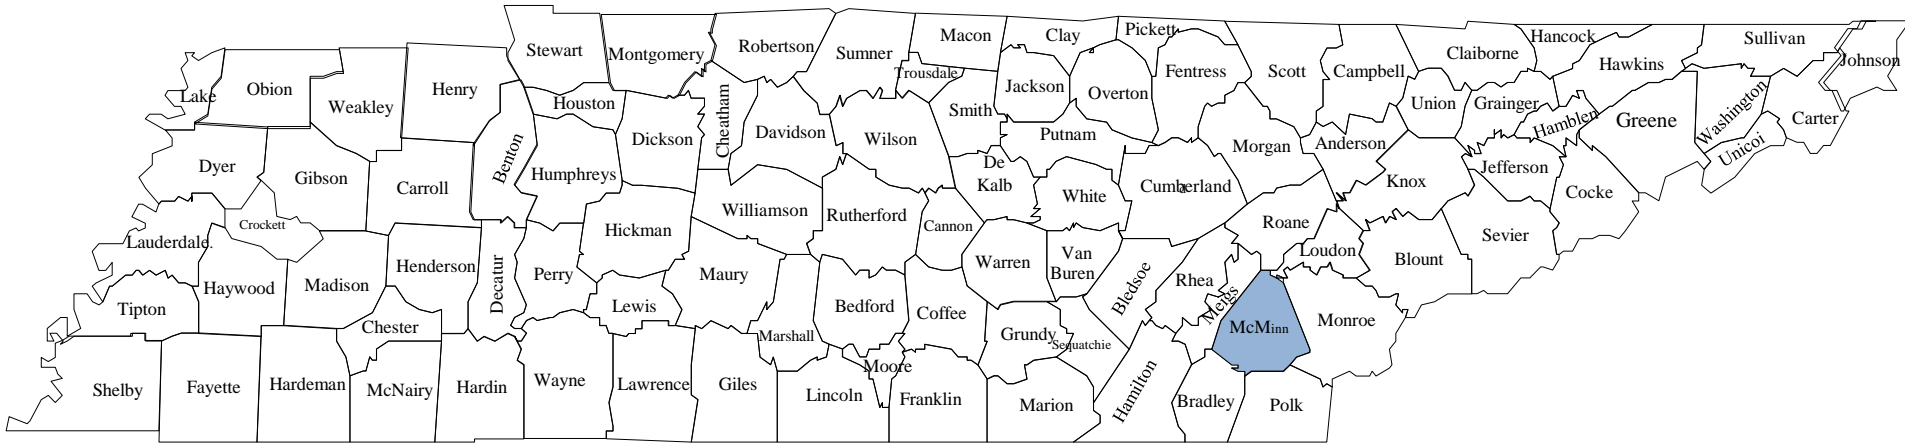 Stewart
Montgomery
Robertson
Sumner
Macon
Clay
Pickett
Hancock
Sullivan
Johnson
Lake
Obion
Weakley
Henry
Houston
Trousdale
Jackson
Overton
Fentress
Scott
Campbell
Claiborne
Hawkins
Dickson
Cheatham
Davidson
Wilson
Smith
Putnam
Morgan
Anderson
Union
Grainger
Hamblen
Greene
Washington
Unicoi
Carter
Dyer
Gibson
Carroll
Benton
Humphreys
Williamson
Rutherford
De
Kalb
White
Cumberland
d
Knox
Jefferson
Cocke
Crockett
Lauderdale.
Hickman
Cannon
Roane
Loudon
Sevier
Haywood
Madison
Henderson
Decatur
Perry
Lewis
Maury
Bedford
Coffee
Warren
Van
Buren
Bledsoe
Rhea
Meigs
Blount
Tipton
Chester
Marshall
Moore
Grundy
Sequatchie
McMinn
Monroe
Shelby
Fayette
Hardeman
McNairy
Hardin
Wayne
Lawrence
Giles
Lincoln
Franklin
Marion
Hamilton
Bradley
Polk